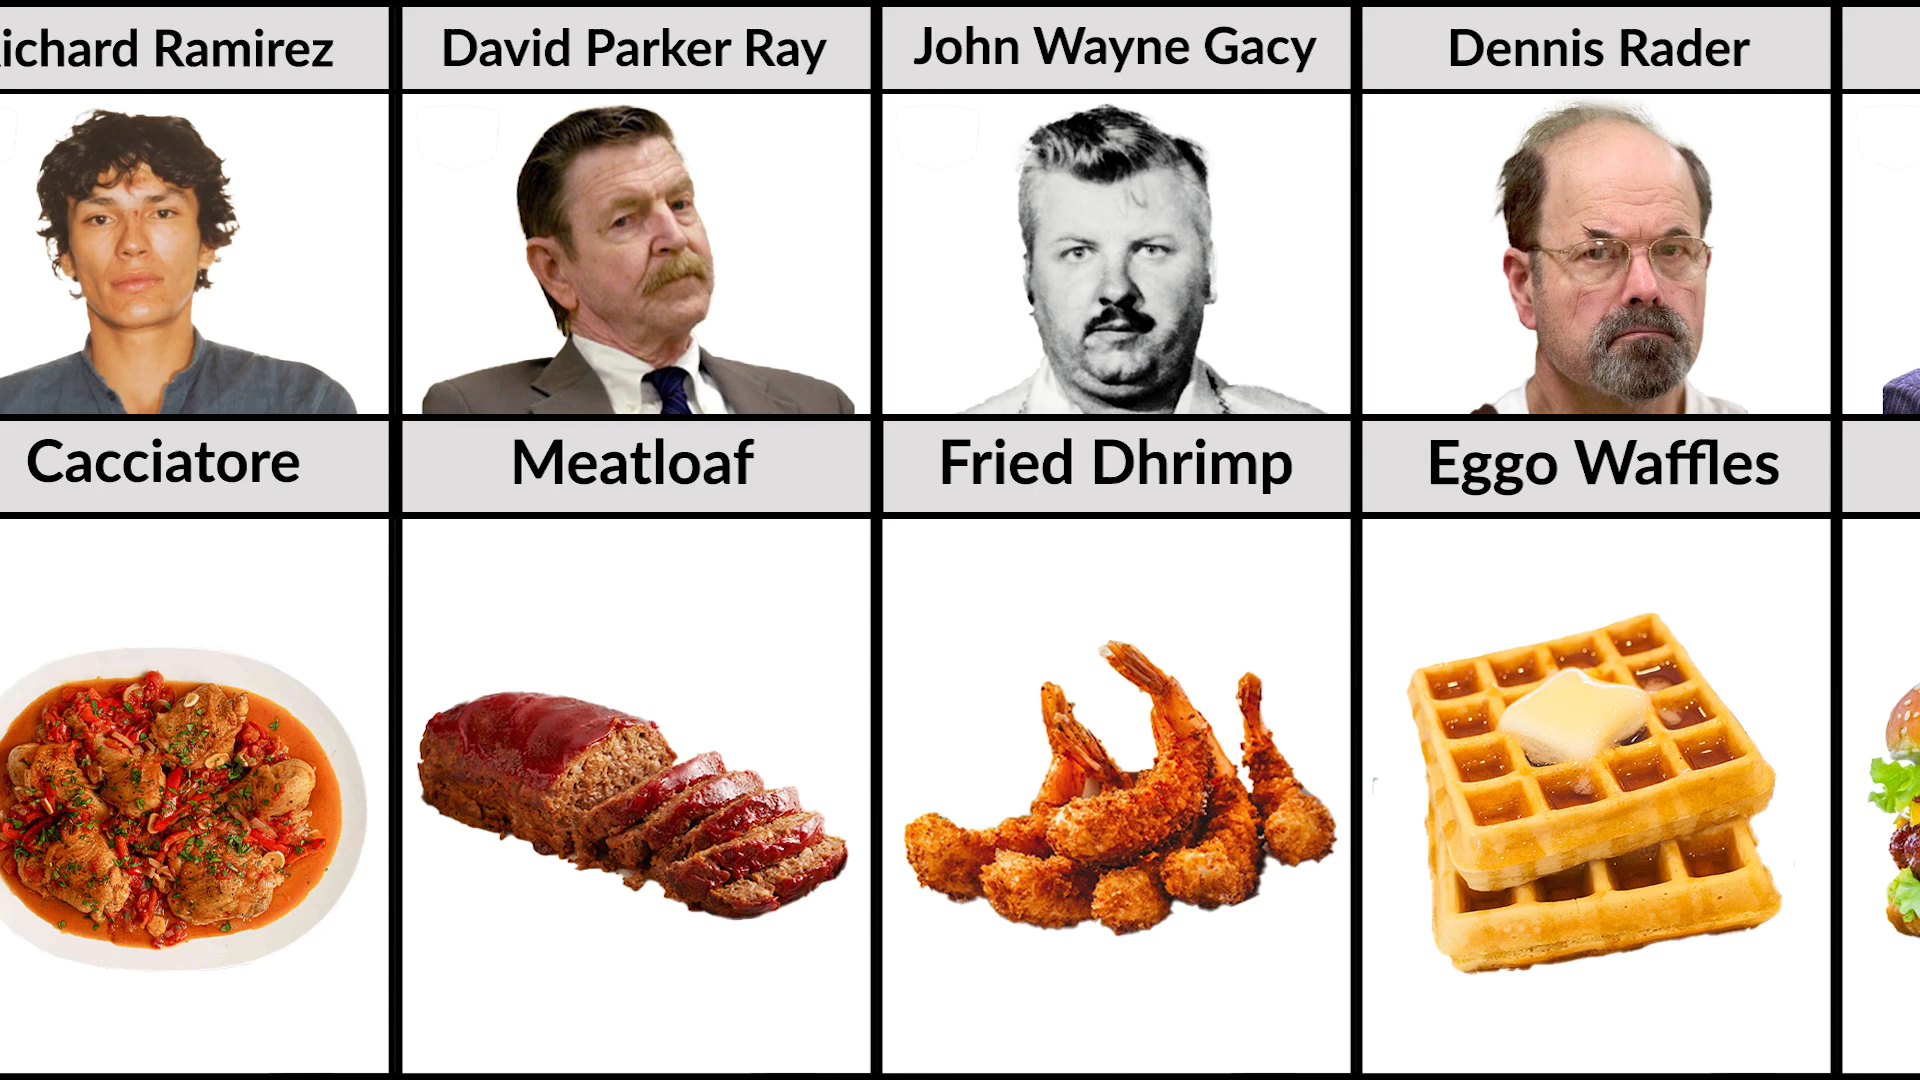 ichard Ramirez
David Parker Ray
John Wayne Gacy
Dennis Rader
Cacciatore
Meatloaf
Fried Dhrimp
Eggo Waffles